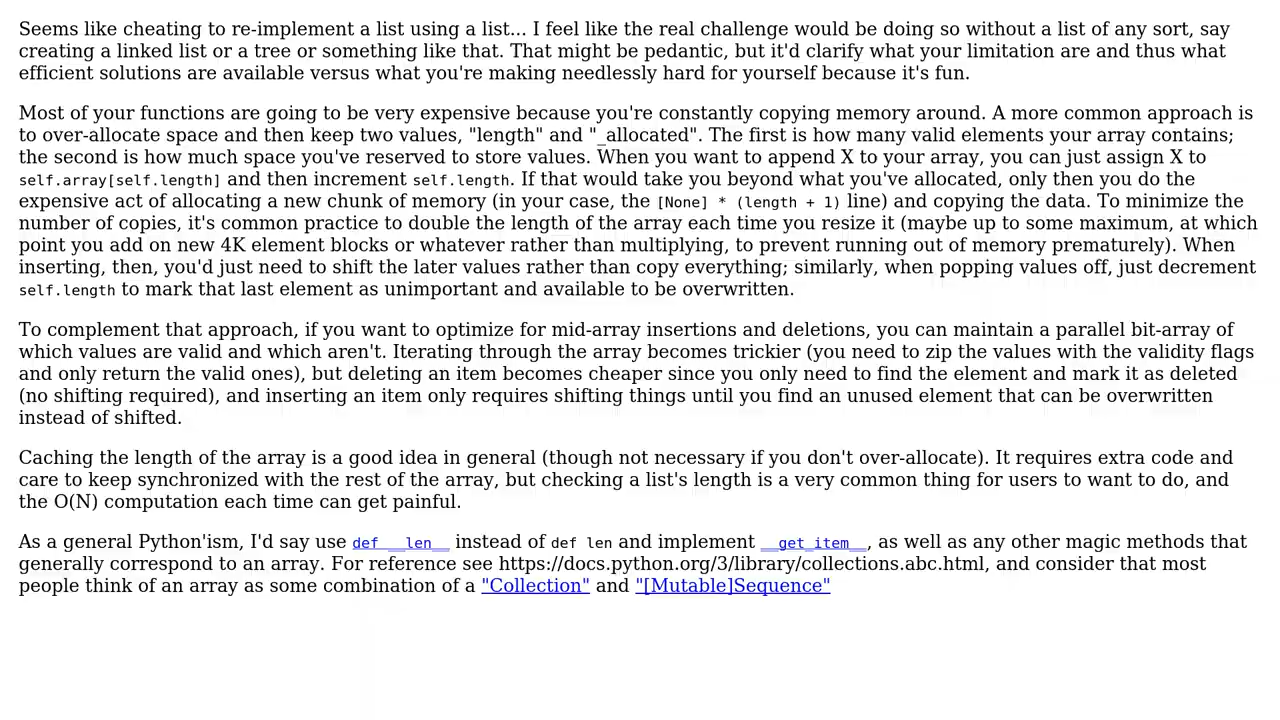 Seems like cheating to re-implement a list using a list... I feel like the real challenge would be doing so without a list of any sort, say
creating a linked list or a tree or something like that. That might be pedantic, but it'd clarify what your limitation are and thus what
efficient solutions are available versus what you're making needlessly hard for yourself because it's fun.
Most of your functions are going to be very expensive because you're constantly copying memory around. A more common approach is
to over-allocate space and then keep two values, "length" and "_allocated". The first is how many valid elements your array contains;
the second is how much space you've reserved to store values. When you want to append X to your array, you can just assign X to
self.array[self.length] and then increment self.length. If that would take you beyond what you've allocated, only then you do the
expensive act of allocating a new chunk of memory (in your case, the [None] * (length + 1) line) and copying the data. To minimize the
number of copies, it's common practice to double the length of the array each time you resize it (maybe up to some maximum, at which
point you add on new 4K element blocks or whatever rather than multiplying, to prevent running out of memory prematurely). When
inserting, then, you'd just need to shift the later values rather than copy everything; similarly, when popping values off, just decrement
self.length to mark that last element as unimportant and available to be overwritten.
To complement that approach, if you want to optimize for mid-array insertions and deletions, you can maintain a parallel bit-array of
which values are valid and which aren't. Iterating through the array becomes trickier (you need to zip the values with the validity flags
and only return the valid ones), but deleting an item becomes cheaper since you only need to find the element and mark it as deleted
(no shifting required), and inserting an item only requires shifting things until you find an unused element that can be overwritten
instead of shifted.
Caching the length of the array is a good idea in general (though not necessary if you don't over-allocate). It requires extra code and
care to keep synchronized with the rest of the array, but checking a list's length is a very common thing for users to want to do, and
the O(N) computation each time can get painful.
As a general Python'ism, I'd say use def __len__ instead of def len and implement __get_item__, as well as any other magic methods that
generally correspond to an array. For reference see https://docs.python.org/3/library/collections.abc.html, and consider that most
people think of an array as some combination of a "Collection" and "[Mutable]Sequence"